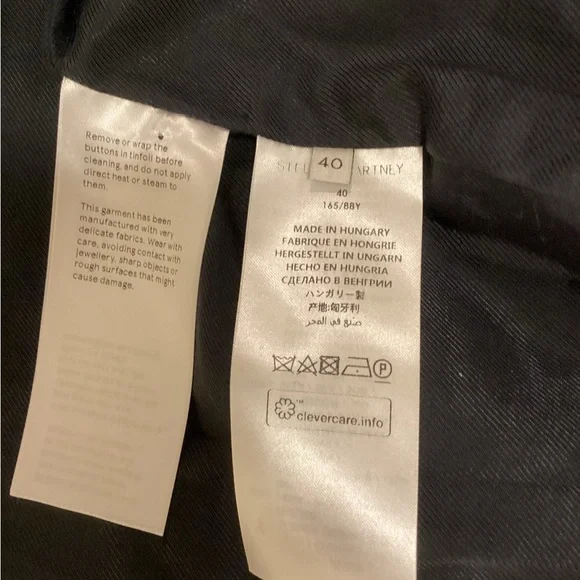 Remove or wrap the
buttons in tinfoil before
cleaning, and do not apply
direct heat or steam to
them.
This garment has been
manufactured with very
delicate fabrics. Wear with
care, avoiding contact with
jewellery, sharp objects or
rough surfaces that might
cause damage.
40
40
165/88Y
MADE IN HUNGARY
FABRIQUE EN HONGRIE
HERGESTELLT IN UNGARN
HECHO EN HUNGRIA
СДЕЛАНО В ВЕНГРИИ
ハンガリー製
产地:匈牙利
صنع في المجر
P
™
clevercare.info